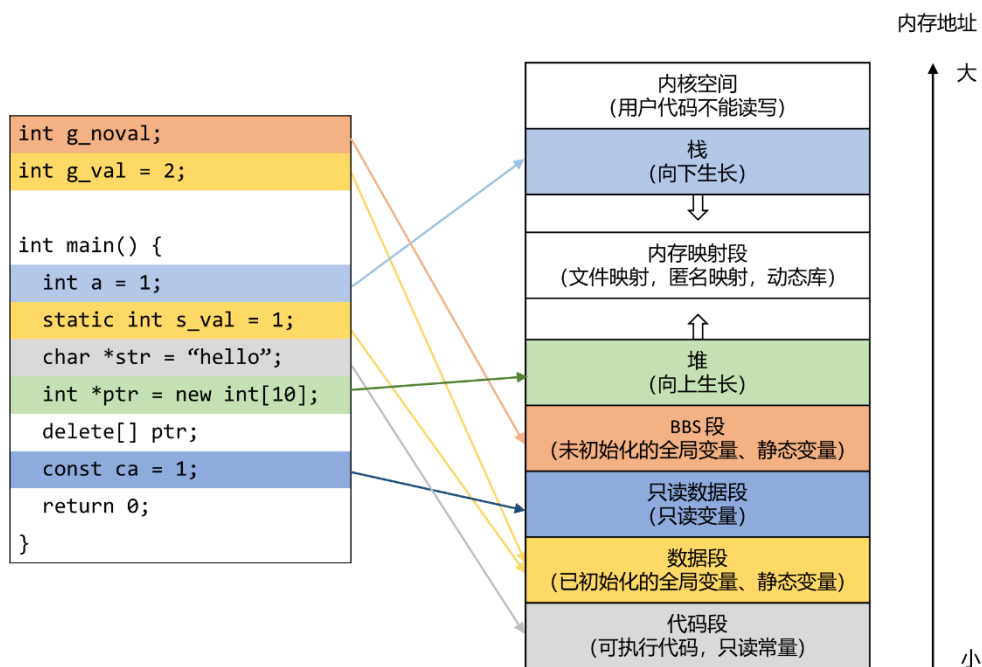 内存地址
大
int g_noval;
int g_val = 2;
int main() {
int a = 1;
static int s_val = 1;
char *str = “hello”;
int *ptr = new int[10];
delete[] ptr;
const ca = 1;
return 0;
}
内核空间
(用户代码不能读写)
栈
(向下生长)
内存映射段
(文件映射，匿名映射，动态库)
堆
(向上生长)
BBS段
(未初始化的全局变量、静态变量)
只读数据段
(只读变量)
数据段
(已初始化的全局变量、静态变量)
代码段
(可执行代码，只读常量)
小